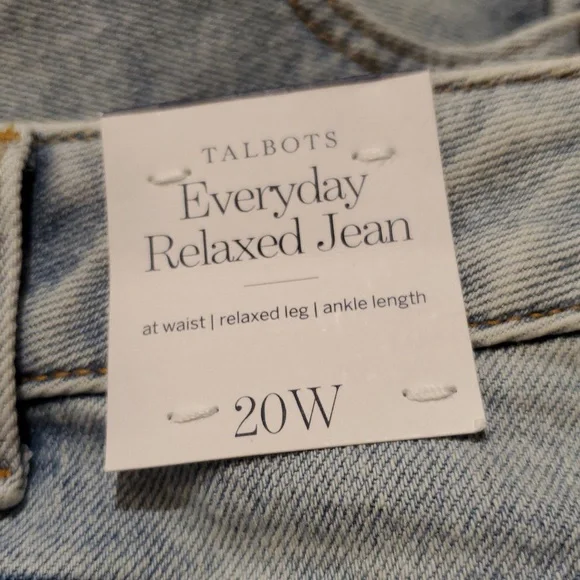 TALBOTS
Everyday
Relaxed Jean
at waist | relaxed leg | ankle length
20W